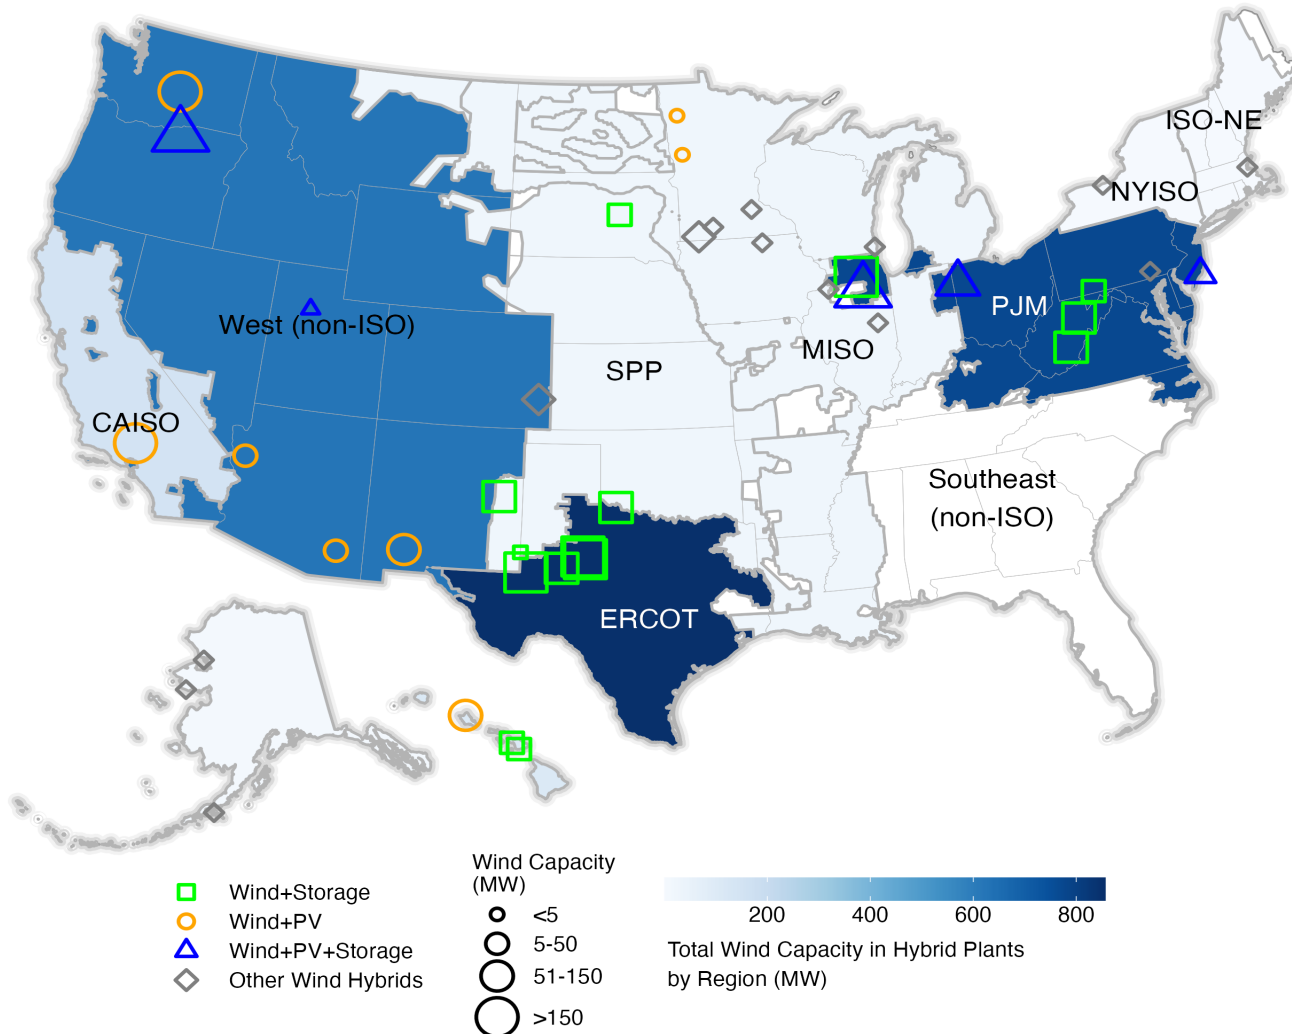 ISO-NE
NYISO
PJM
West (non-ISO)
MISO
SPP
CAISO
Southeast
(non-ISO)
ERCOT
Wind+Storage
Wind+PV
Wind+PV+Storage
Other Wind Hybrids
Wind Capacity
(MW)
<5
5-50
51-150
>150
200 400 600 800
Total Wind Capacity in Hybrid Plants
by Region (MW)